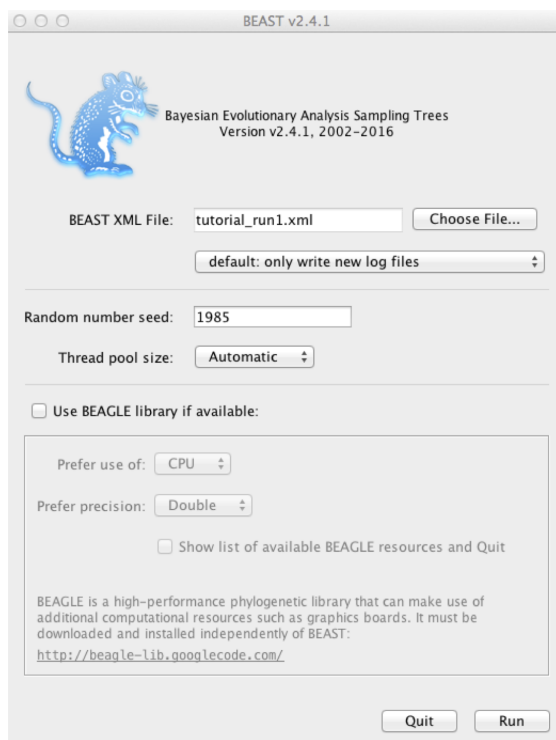 BEAST v2.4.1
Bayesian Evolutionary Analysis Sampling Trees
Version v2.4.1, 2002-2016
BEAST XML File: tutorial_run1.xml Choose File...
default: only write new log files
Random number seed: 1985
Thread pool size: Automatic
Use BEAGLE library if available:
Prefer use of: CPU
Prefer precision: Double
Show list of available BEAGLE resources and Quit
BEAGLE is a high-performance phylogenetic library that can make use of
additional computational resources such as graphics boards. It must be
downloaded and installed independently of BEAST:
http://beagle-lib.googlecode.com/
Quit Run